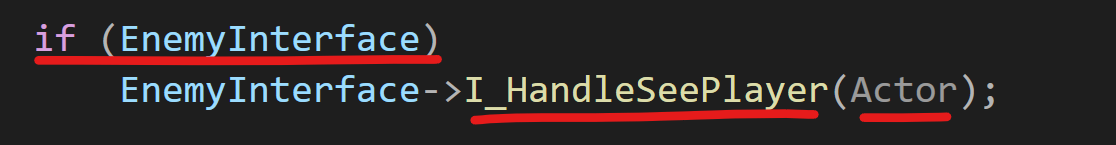 if (EnemyInterface)
EnemyInterface->I_HandleSeePlayer(Actor);